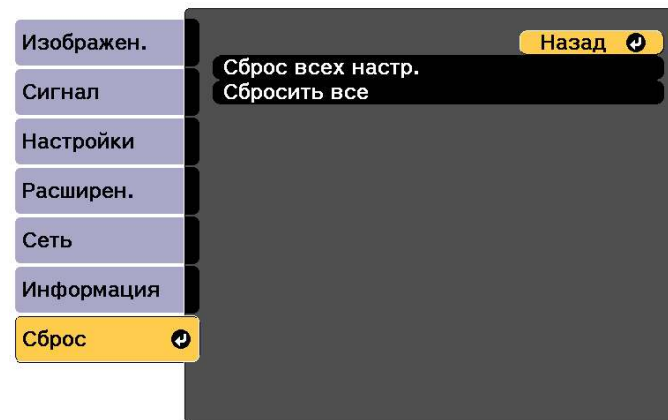 Изображен.
Сигнал
Настройки
Расширен.
Сеть
Информация
Сброс
Назад
Сброс всех настр.
Сбросить все